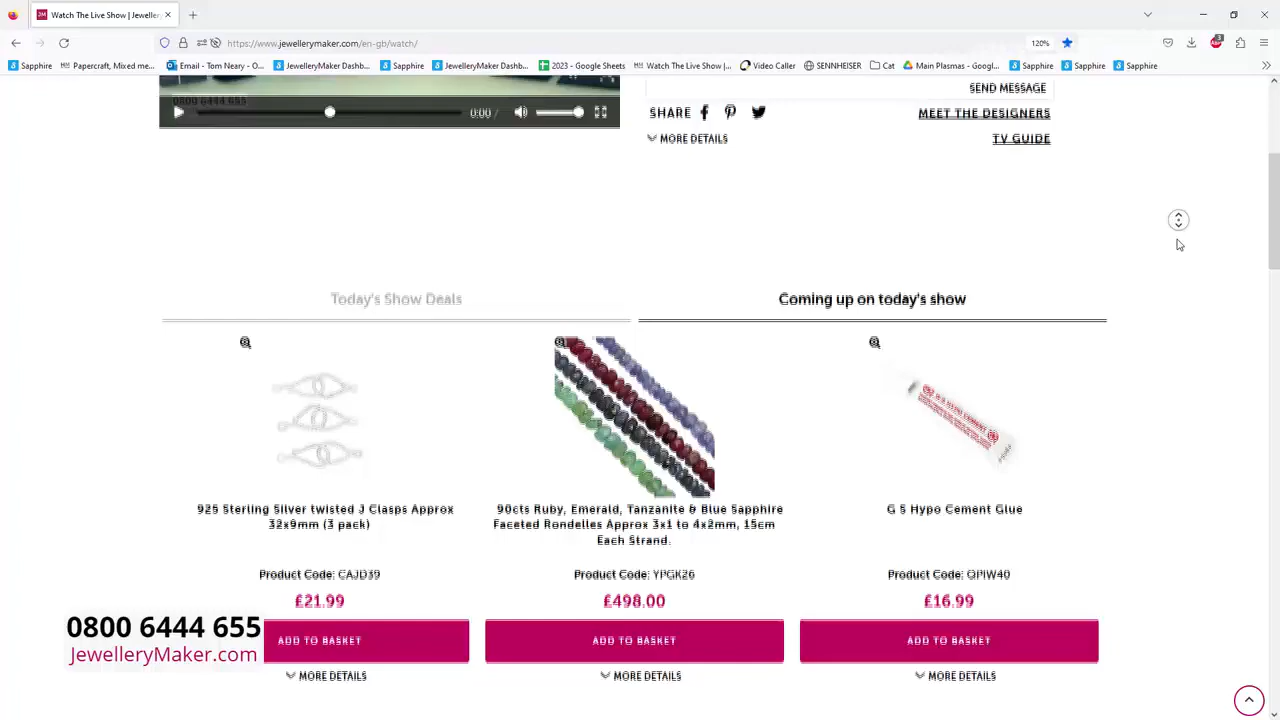 Watch The Live Show | Jeweller
https://www.jewellerymaker.com/en-gb/watch/
120%
3
Sapphire
Papercraft, Mixed me...
Email - Tom Neary - O...
JewelleryMaker Dashb...
Sapphire
JewelleryMaker Dashb...
2023 - Google Sheets
Watch The Live Show |...
Video Caller
SENNHEISER
Cat
Main Plasmas - Googl...
Sapphire
Sapphire
Sapphire
0800 6444 655
0:00 /
SEND MESSAGE
SHARE
MEET THE DESIGNERS
MORE DETAILS
TV GUIDE
Today's Show Deals
Coming up on today's show
925 Sterling Silver twisted J Clasps Approx
32x9mm (3 pack)
Product Code: CAJD39
£21.99
ADD TO BASKET
MORE DETAILS
90cts Ruby, Emerald, Tanzanite & Blue Sapphire
Faceted Rondelles Approx 3x1 to 4x2mm, 15cm
Each Strand.
Product Code: YPGK26
£498.00
ADD TO BASKET
MORE DETAILS
G S Hypo Cement Glue
Product Code: QPIW40
£16.99
ADD TO BASKET
MORE DETAILS
0800 6444 655
JewelleryMaker.com